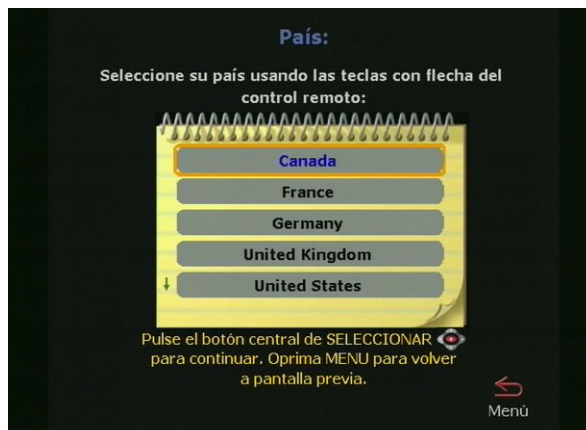 País:
Seleccione su país usando las teclas con flecha del
control remoto:
Canada
France
Germany
United Kingdom
United States
Pulse el botón central de SELECCIONAR
para continuar. Oprima MENU para volver
a pantalla previa.
Menú